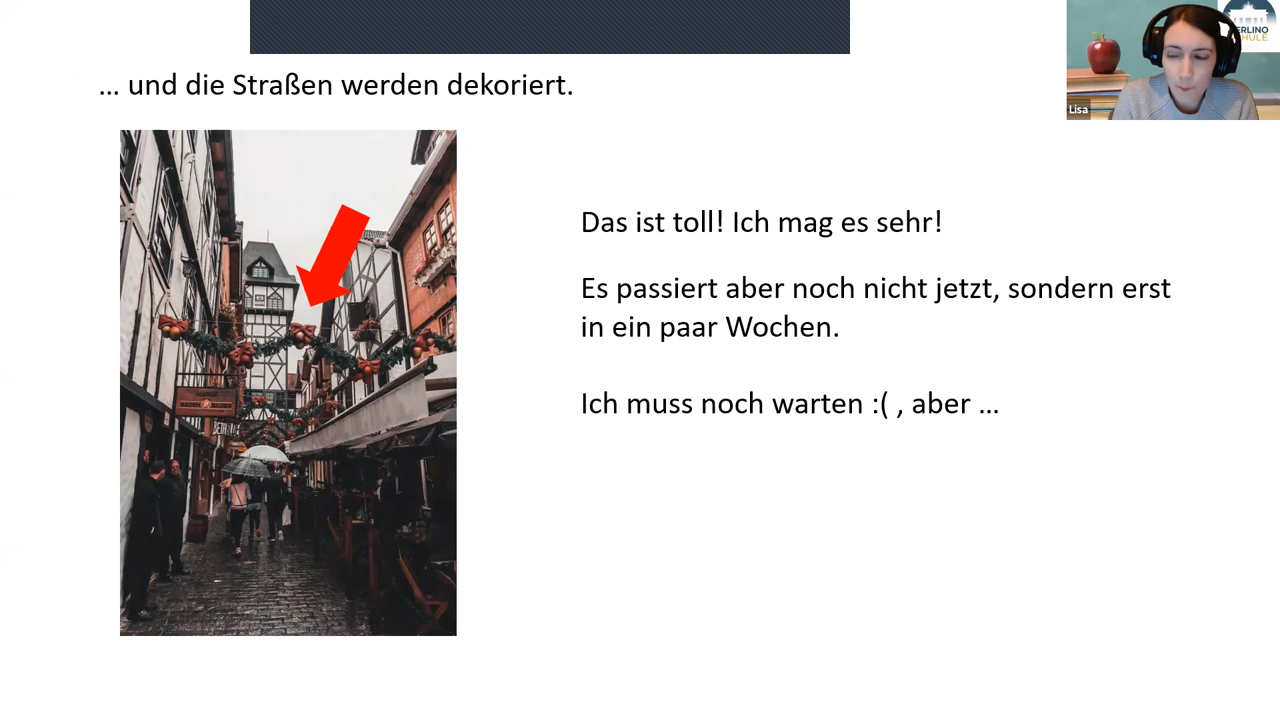 … und die Straßen werden dekoriert.
Das ist toll! Ich mag es sehr!
Es passiert aber noch nicht jetzt, sondern erst
in ein paar Wochen.
Ich muss noch warten :( , aber …
Lisa